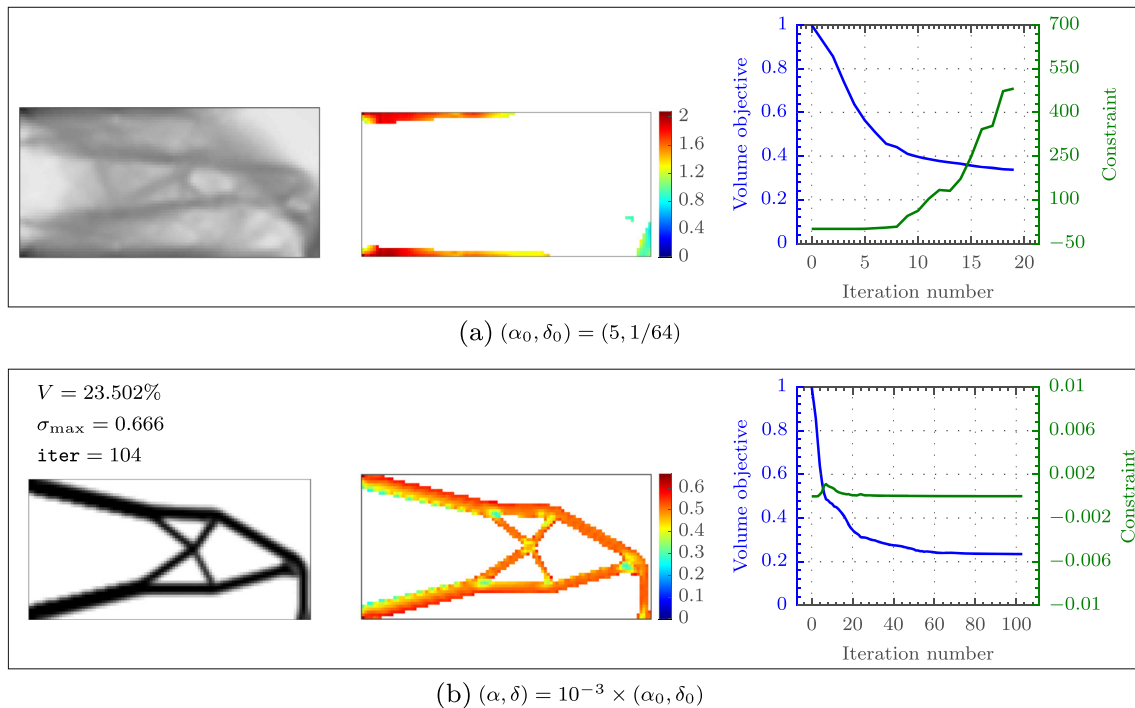 2
1.6
1.2
0.8
0.4
0
1
0.8
0.6
0.4
0.2
0
Volume objective
700
550
400
250
100
−50
Constraint
0 5 10 15 20
Iteration number
(a) (α₀, δ₀) = (5, 1/64)
V = 23.502%
σmax = 0.666
iter = 104
0.6
0.5
0.4
0.3
0.2
0.1
0
1
0.8
0.6
0.4
0.2
0
Volume objective
0.01
0.006
0.002
−0.002
−0.006
−0.01
Constraint
0 20 40 60 80 100
Iteration number
(b) (α, δ) = 10⁻³ × (α₀, δ₀)